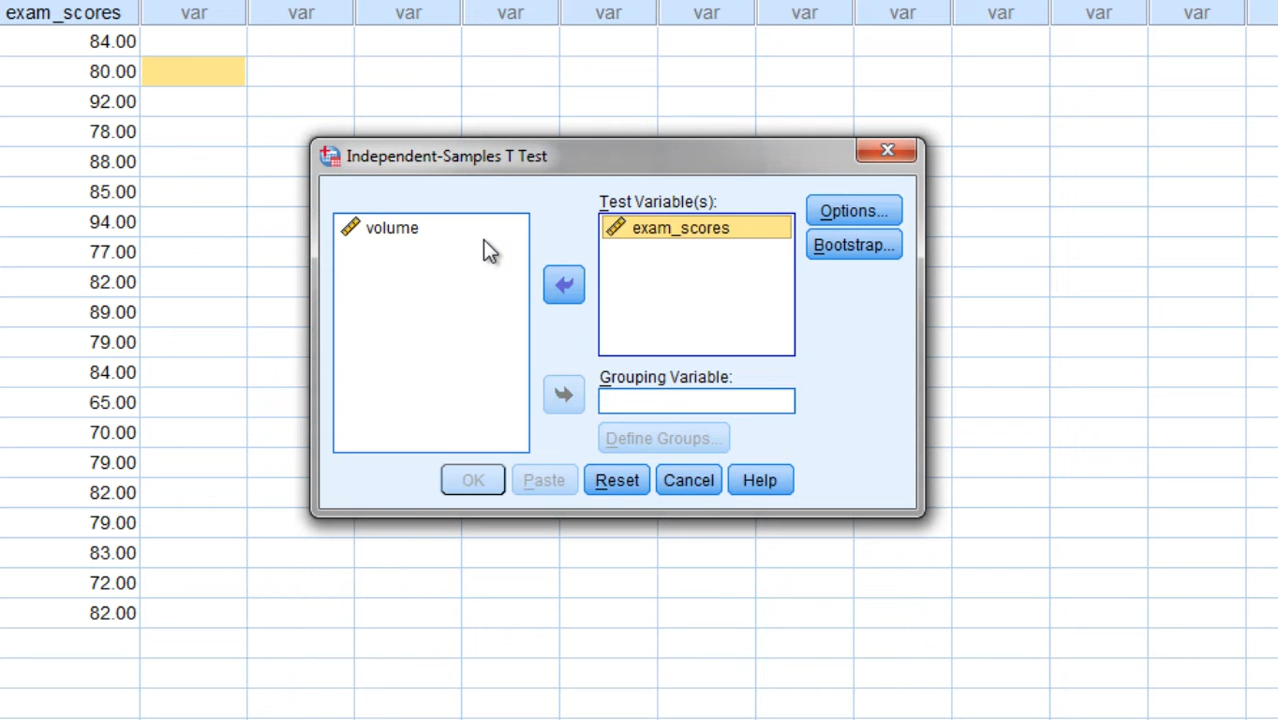 exam_scores var var var var var var var var var var var
84.00
80.00
92.00
78.00
88.00
85.00
94.00
77.00
82.00
89.00
79.00
84.00
65.00
70.00
79.00
82.00
79.00
83.00
72.00
82.00
Independent-Samples T Test
volume
Test Variable(s):
exam_scores
Options...
Bootstrap...
Grouping Variable:
Define Groups...
OK Paste Reset Cancel Help